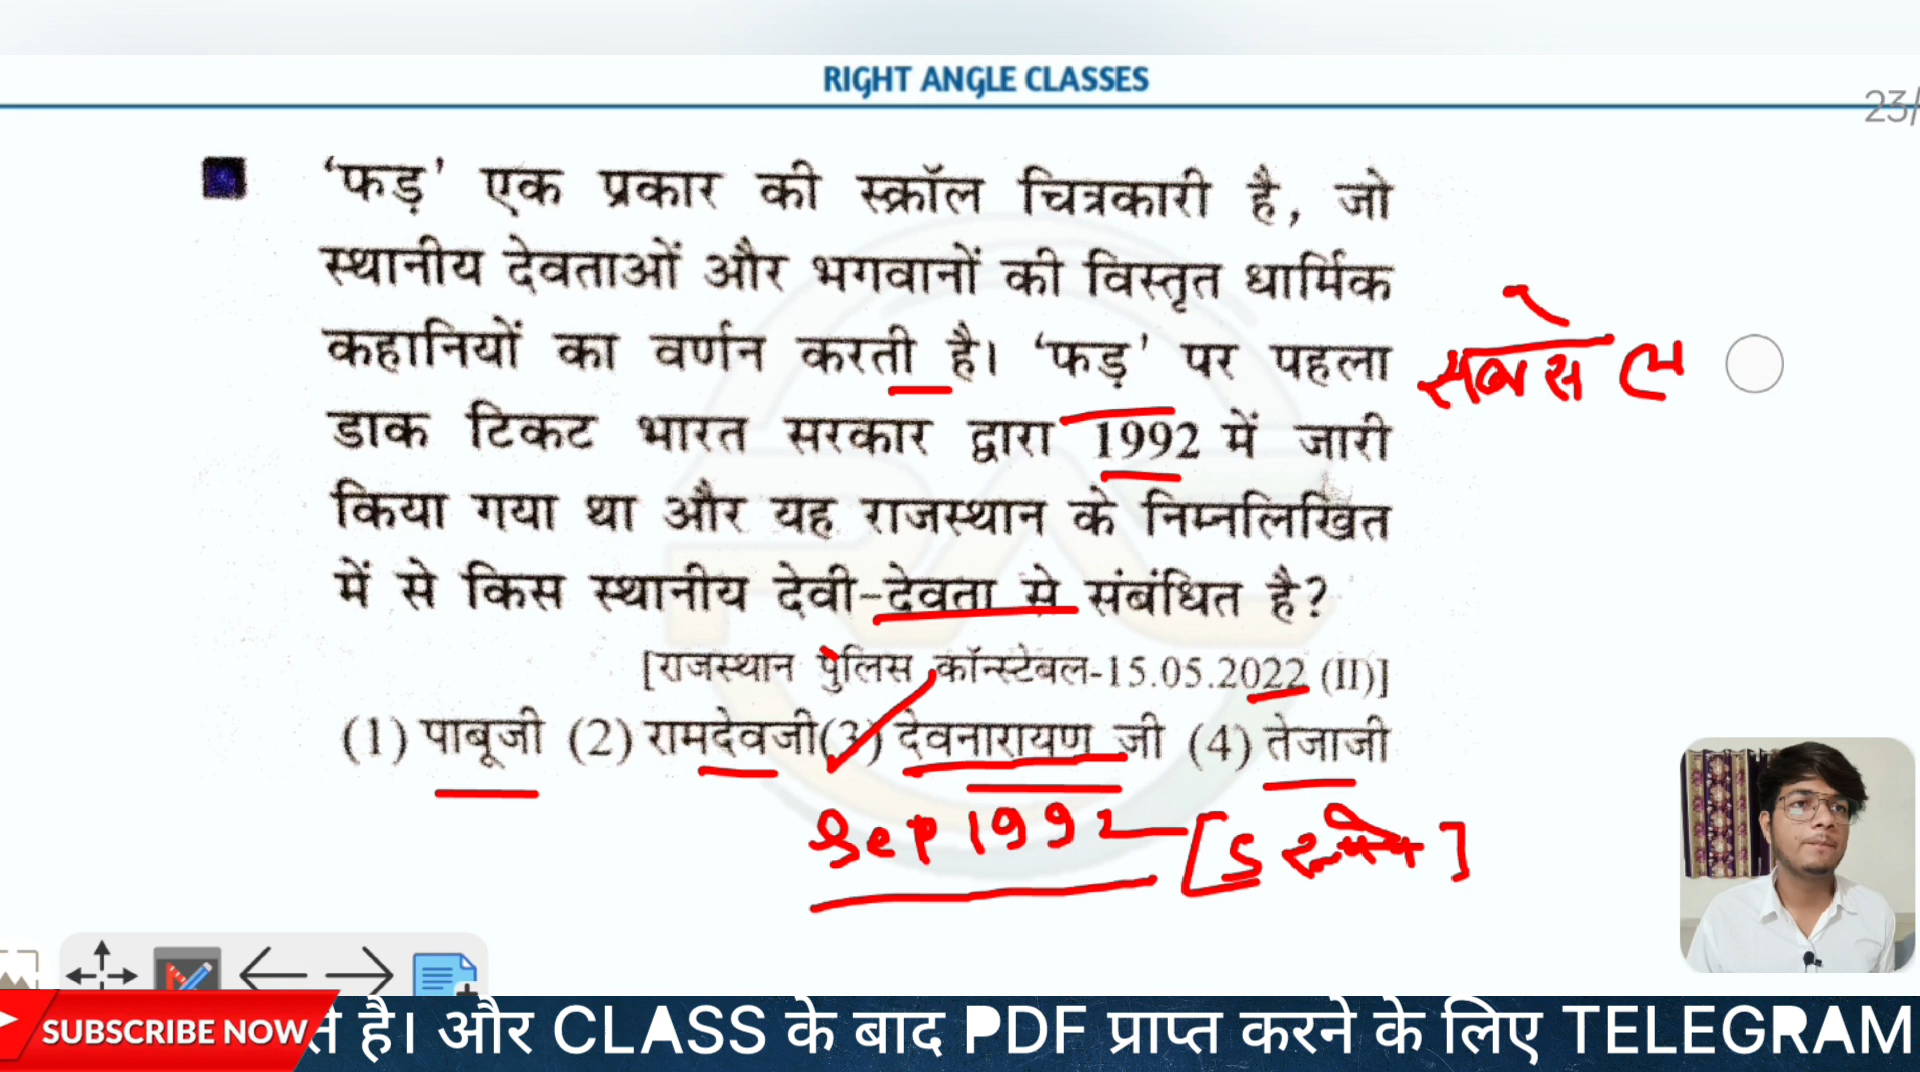 RIGHT ANGLE CLASSES
23/
'फड़' एक प्रकार की स्क्रॉल चित्रकारी है, जो
स्थानीय देवताओं और भगवानों की विस्तृत धार्मिक
कहानियों का वर्णन करती है। 'फड़' पर पहला
डाक टिकट भारत सरकार द्वारा 1992 में जारी
किया गया था और यह राजस्थान के निम्नलिखित
में से किस स्थानीय देवी-देवता से संबंधित है?
[राजस्थान पुलिस कॉन्स्टेबल-15.05.2022 (II)]
(1) पाबूजी (2) रामदेवजी(3) देवनारायण जी (4) तेजाजी
Sep 1992
SUBSCRIBE NOW
है। और CLASS के बाद PDF प्राप्त करने के लिए TELEGRAM